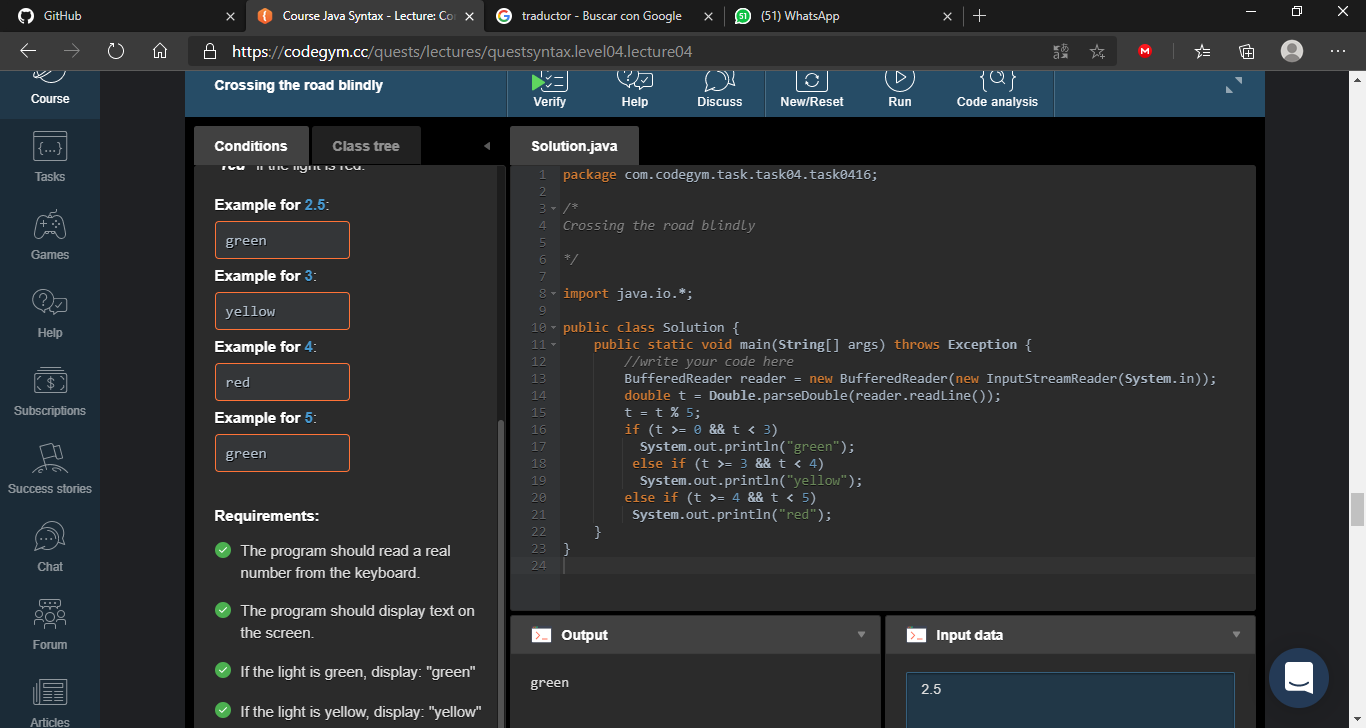 GitHub
Course Java Syntax - Lecture: Co
traductor - Buscar con Google
(51) WhatsApp
https://codegym.cc/quests/lectures/questsyntax.level04.lecture04
Course
Tasks
Games
Help
Subscriptions
Success stories
Chat
Forum
Articles
Crossing the road blindly
Verify
Help
Discuss
New/Reset
Run
Code analysis
Conditions
Class tree
Example for 2.5:
green
Example for 3:
yellow
Example for 4:
red
Example for 5:
green
Requirements:
The program should read a real
number from the keyboard.
The program should display text on
the screen.
If the light is green, display: "green"
If the light is yellow, display: "yellow"
Solution.java
1 package com.codegym.task.task04.task0416;
2
3 /*
4 Crossing the road blindly
5
6 */
7
8 import java.io.*;
9
10 public class Solution {
11 public static void main(String[] args) throws Exception {
12 //write your code here
13 BufferedReader reader = new BufferedReader(new InputStreamReader(System.in));
14 double t = Double.parseDouble(reader.readLine());
15 t = t % 5;
16 if (t >= 0 && t < 3)
17 System.out.println("green");
18 else if (t >= 3 && t < 4)
19 System.out.println("yellow");
20 else if (t >= 4 && t < 5)
21 System.out.println("red");
22 }
23 }
24
Output
green
Input data
2.5